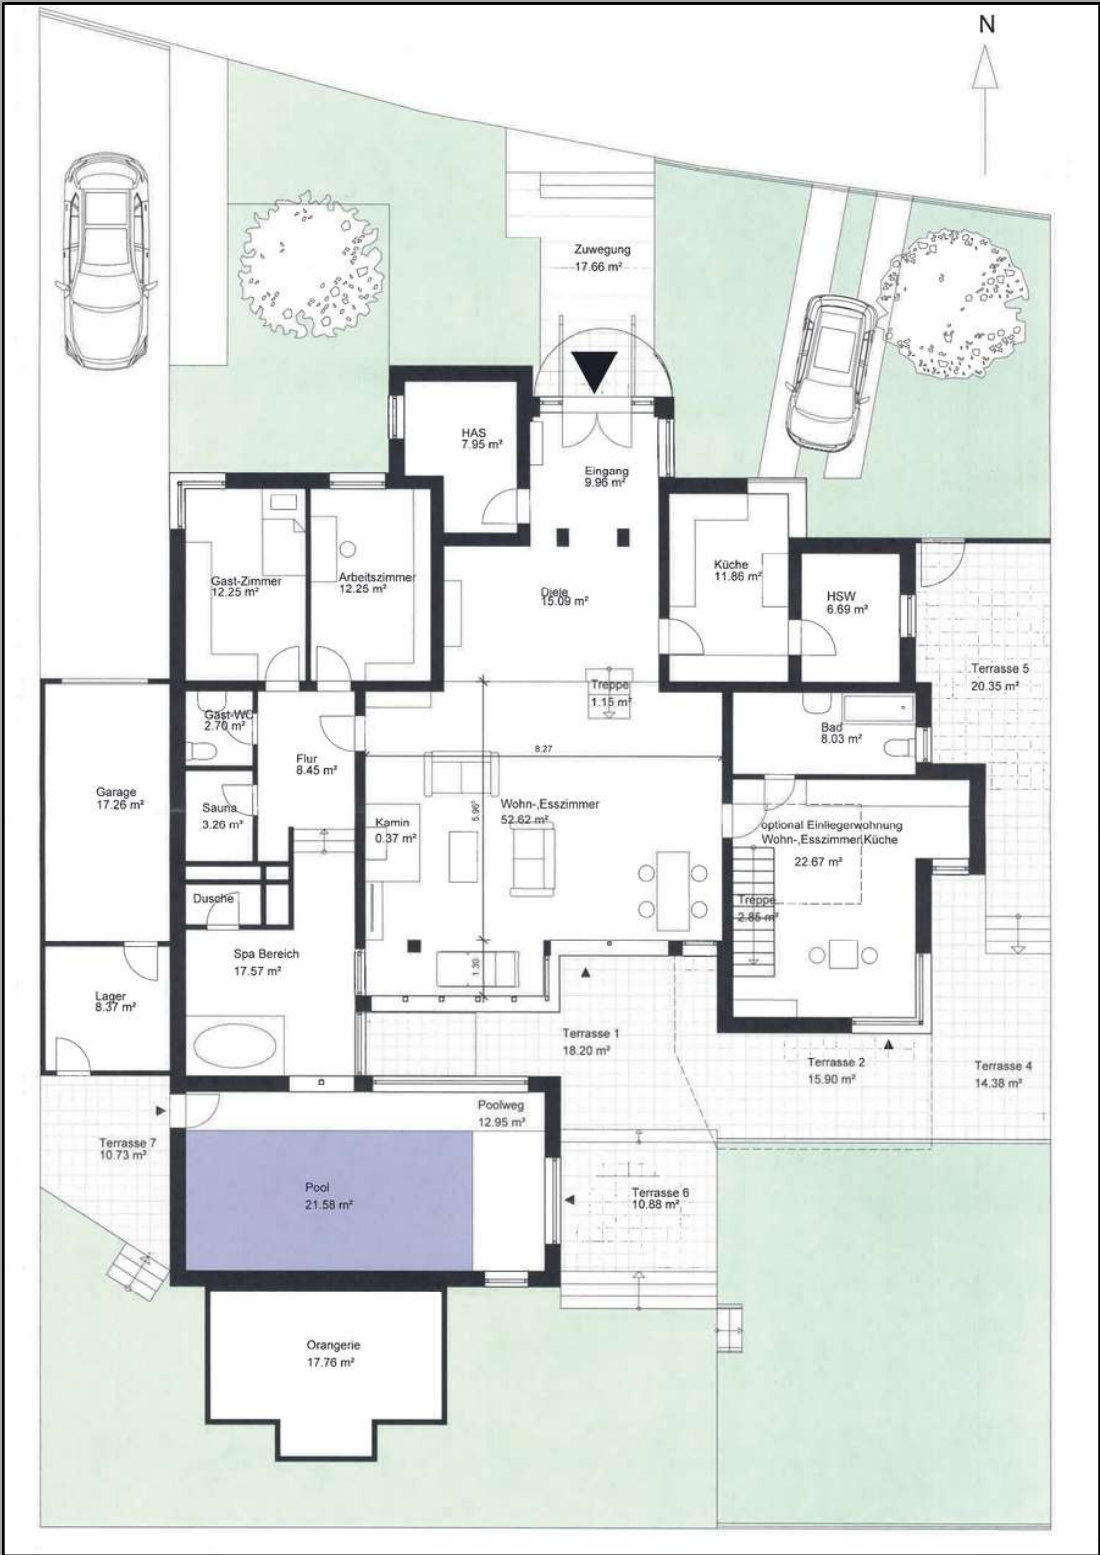 N
Zuwegung
17.66 m²
HAS
7.95 m²
Eingang
9.96 m²
Gast-Zimmer
12.25 m²
Arbeitszimmer
12.25 m²
Diele
15.09 m²
Küche
11.86 m²
HSW
6.69 m²
Terrasse 5
20.35 m²
Treppe
1.15 m²
Gast-WC
2.70 m²
Flur
8.45 m²
8.27
Bad
8.03 m²
Garage
17.26 m²
Sauna
3.26 m²
Kamin
0.37 m²
5.96⁵
Wohn-,Esszimmer
52.62 m²
optional Einliegerwohnung
Wohn-,Esszimmer,Küche
22.67 m²
Dusche
Treppe
2.85 m²
Spa Bereich
17.57 m²
1.30
Lager
8.37 m²
Terrasse 1
18.20 m²
Terrasse 2
15.90 m²
Terrasse 4
14.38 m²
Poolweg
12.95 m²
Terrasse 7
10.73 m²
Pool
21.58 m²
Terrasse 6
10.88 m²
Orangerie
17.76 m²